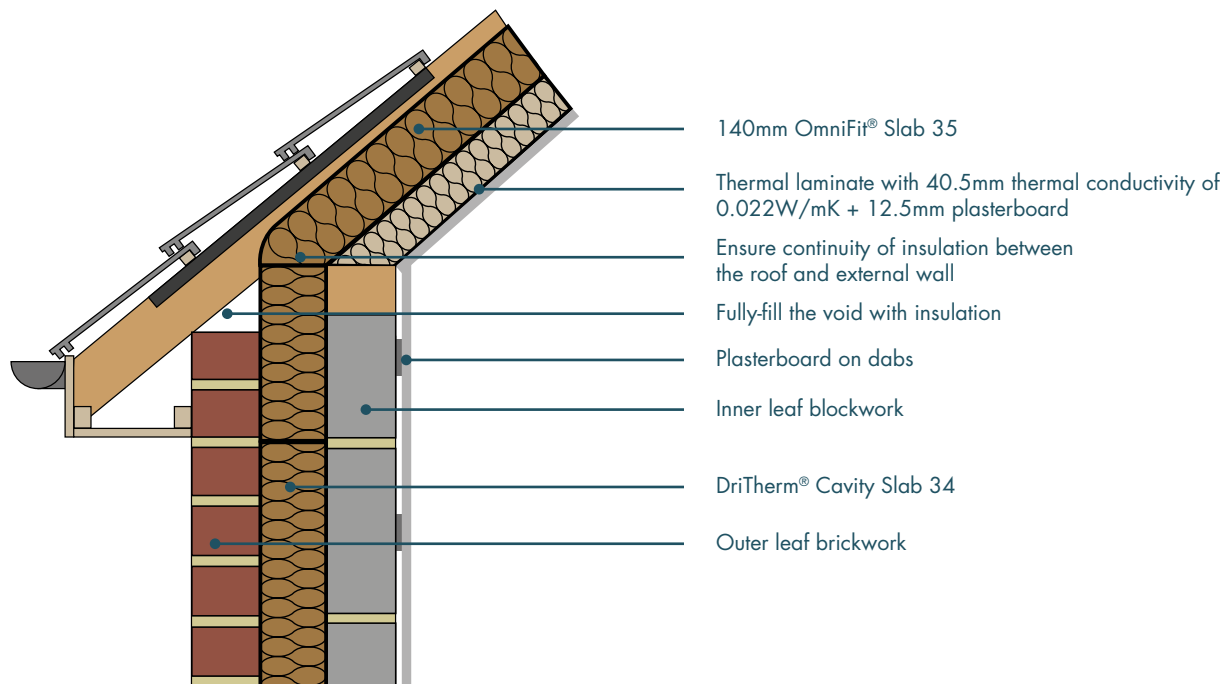 140mm OmniFit® Slab 35
Thermal laminate with 40.5mm thermal conductivity of
0.022W/mK + 12.5mm plasterboard
Ensure continuity of insulation between
the roof and external wall
Fully-fill the void with insulation
Plasterboard on dabs
Inner leaf blockwork
DriTherm® Cavity Slab 34
Outer leaf brickwork